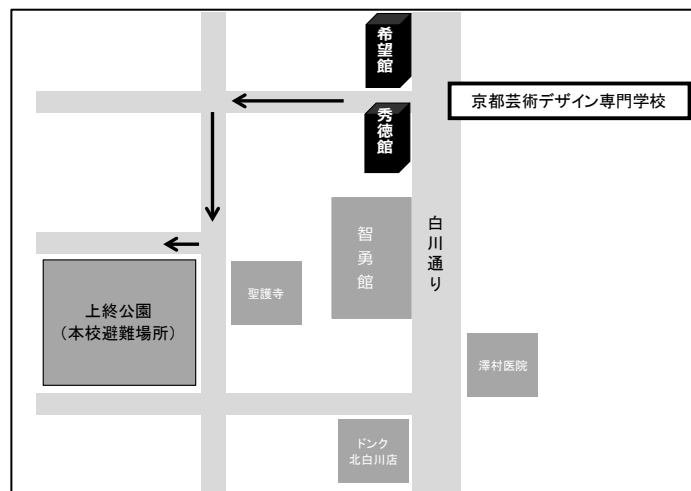 希望館
京都芸術デザイン専門学校
秀徳館
智勇館
白川通り
聖護寺
上終公園
（本校避難場所）
澤村医院
ドンク
北白川店